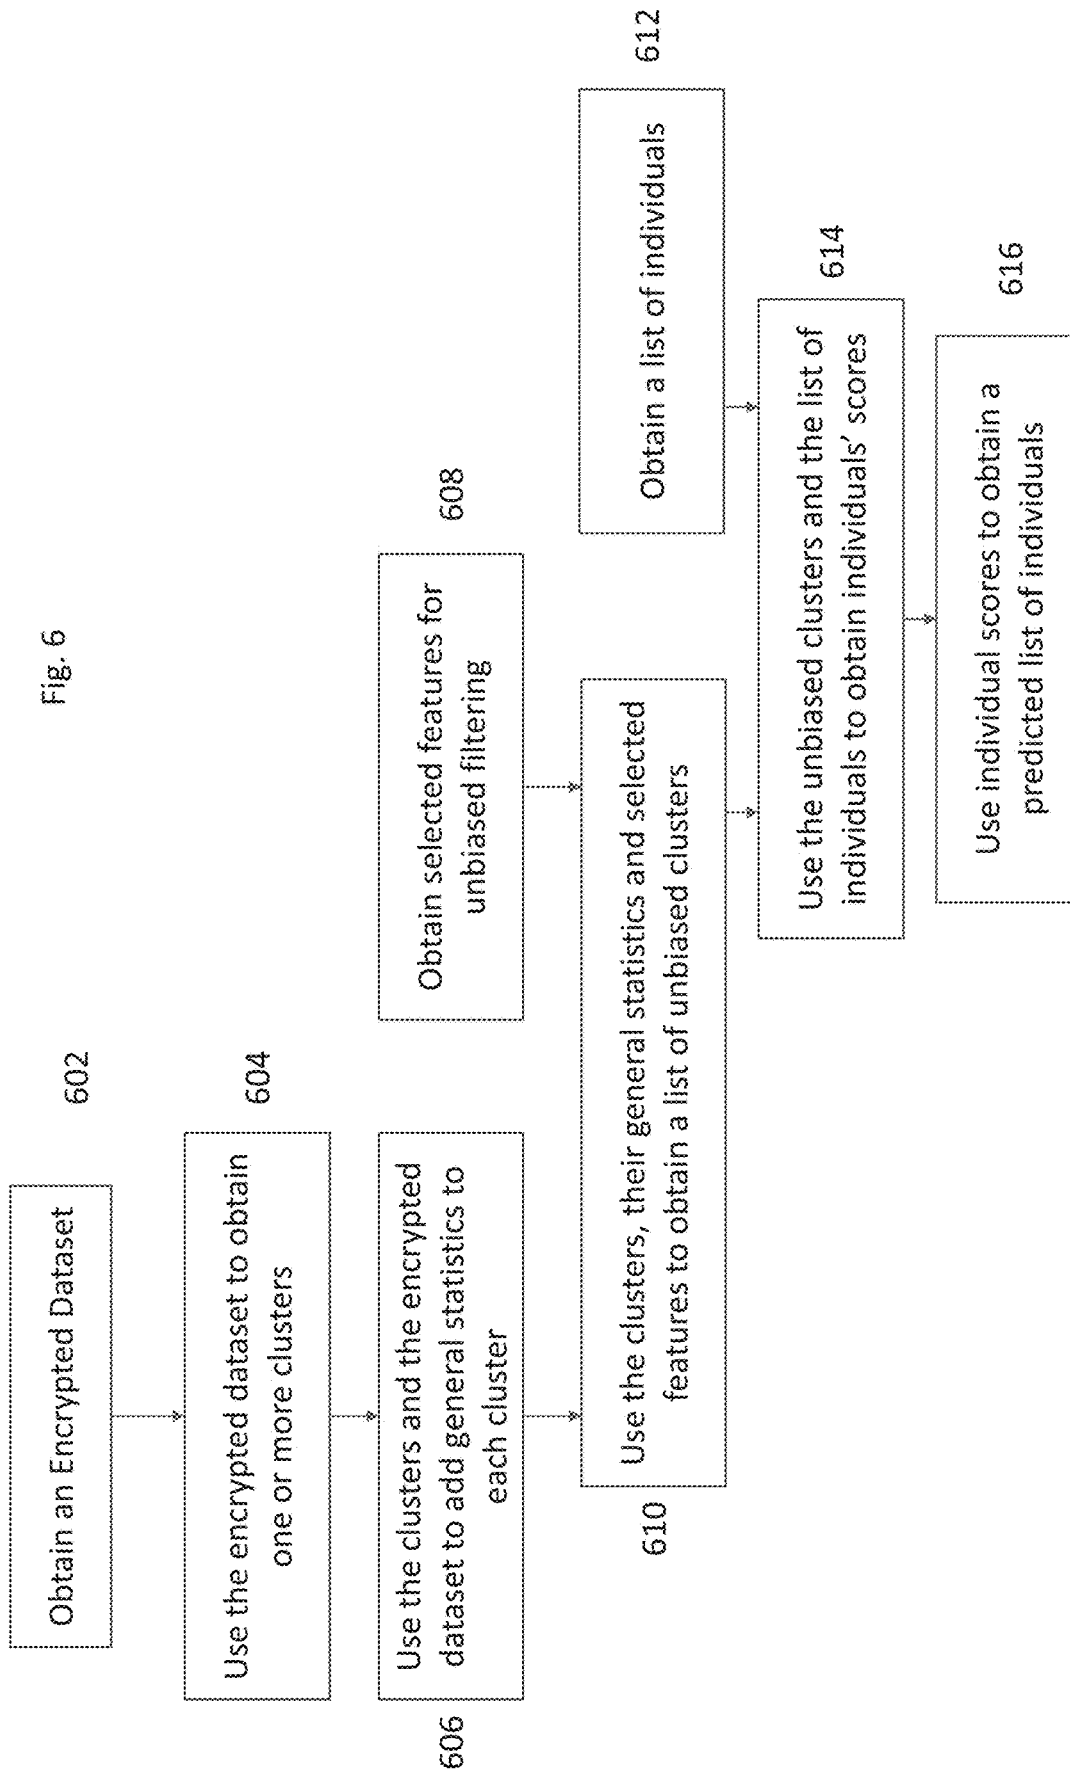 Fig. 6
Obtain an Encrypted Dataset
602
Use the encrypted dataset to obtain
one or more clusters
604
606
Use the clusters and the encrypted
dataset to add general statistics to
each cluster
Obtain selected features for
unbiased filtering
608
610
Use the clusters, their general statistics and selected
features to obtain a list of unbiased clusters
Obtain a list of individuals
612
Use the unbiased clusters and the list of
individuals to obtain individuals’ scores
614
Use individual scores to obtain a
predicted list of individuals
616